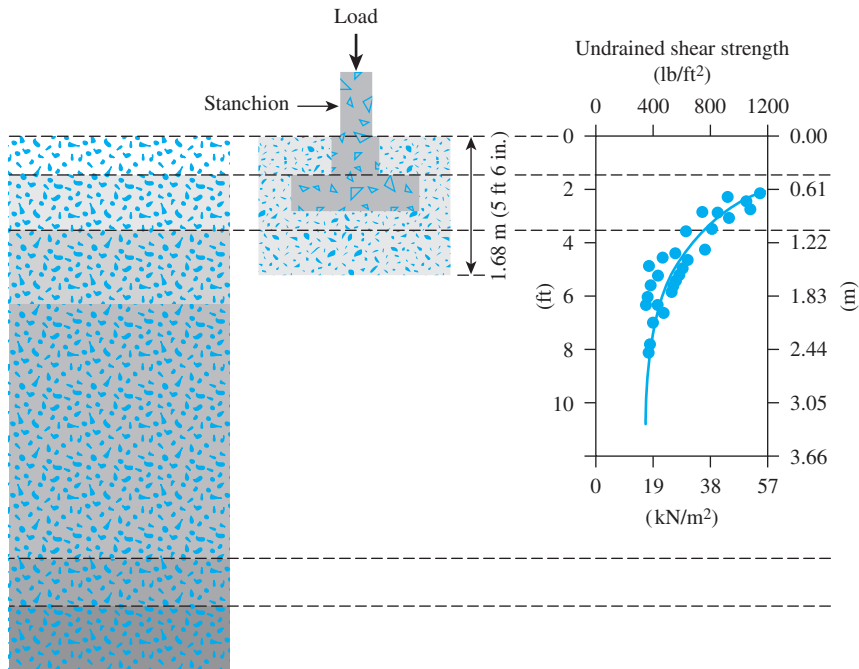 Load
Stanchion
1.68 m (5 ft 6 in.)
Undrained shear strength
(lb/ft²)
0 400 800 1200
0 0.00
2 0.61
4 1.22
(ft) 6 1.83 (m)
8 2.44
10 3.05
3.66
0 19 38 57
(kN/m²)